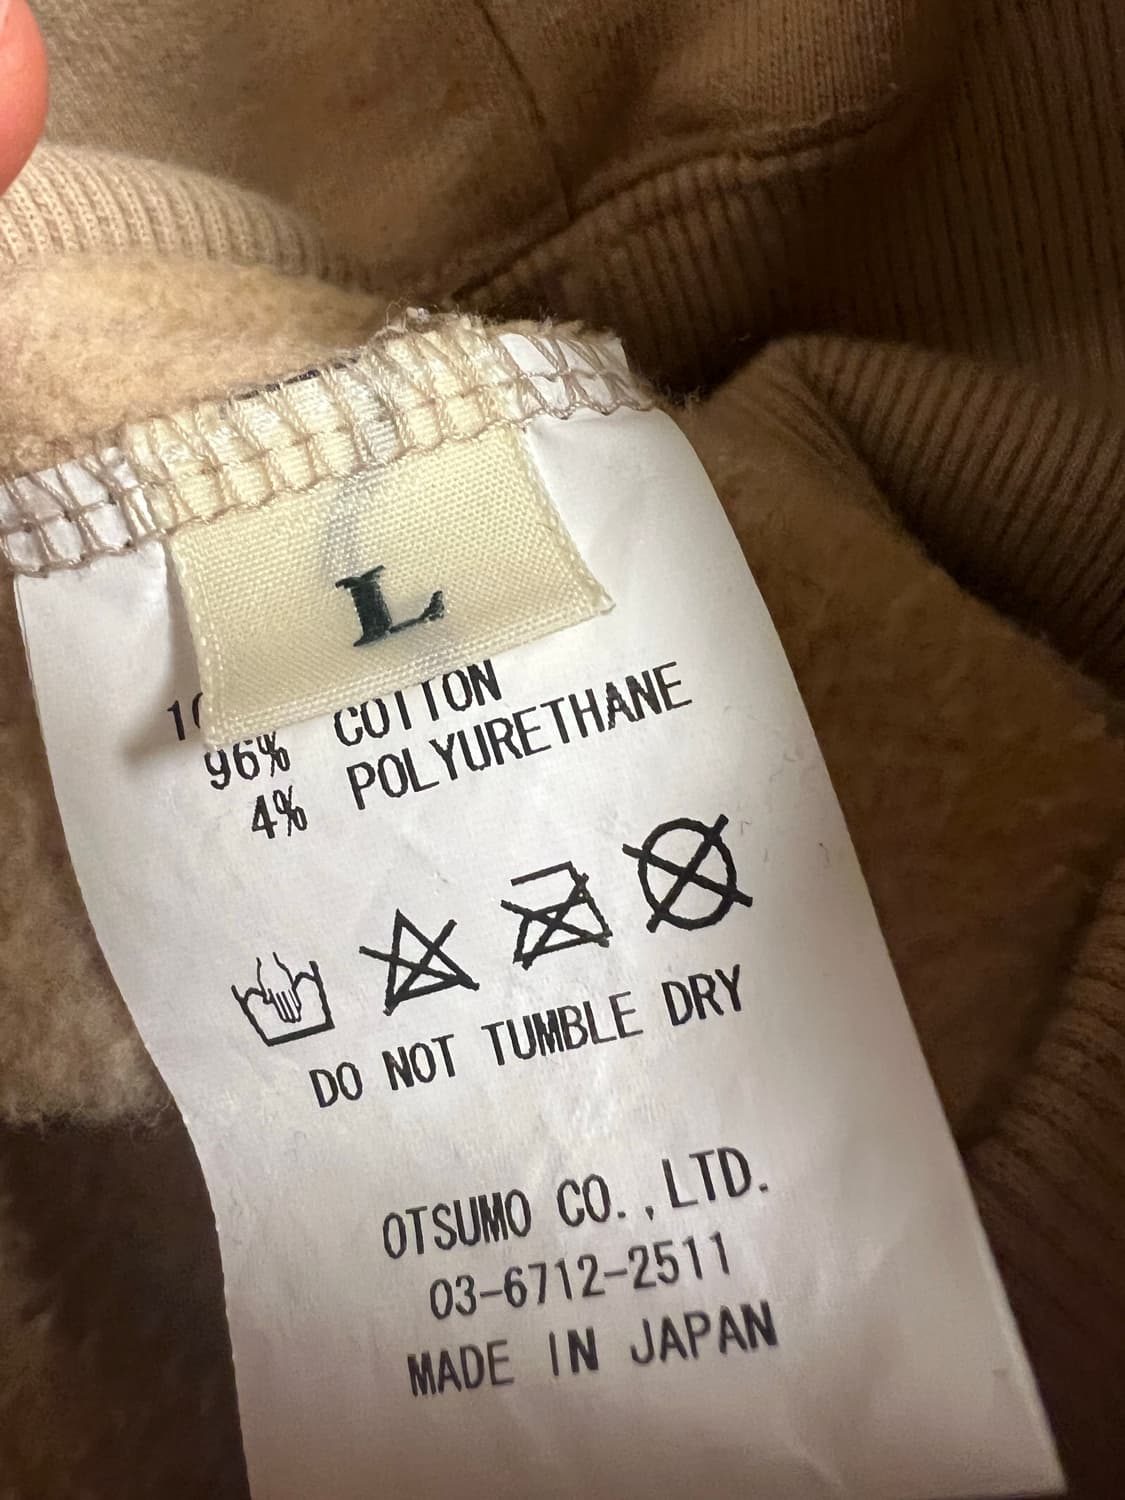 L
COTTON
96%
4% POLYURETHANE
DO NOT TUMBLE DRY
OTSUMO CO.,LTD.
03-6712-2511
MADE IN JAPAN